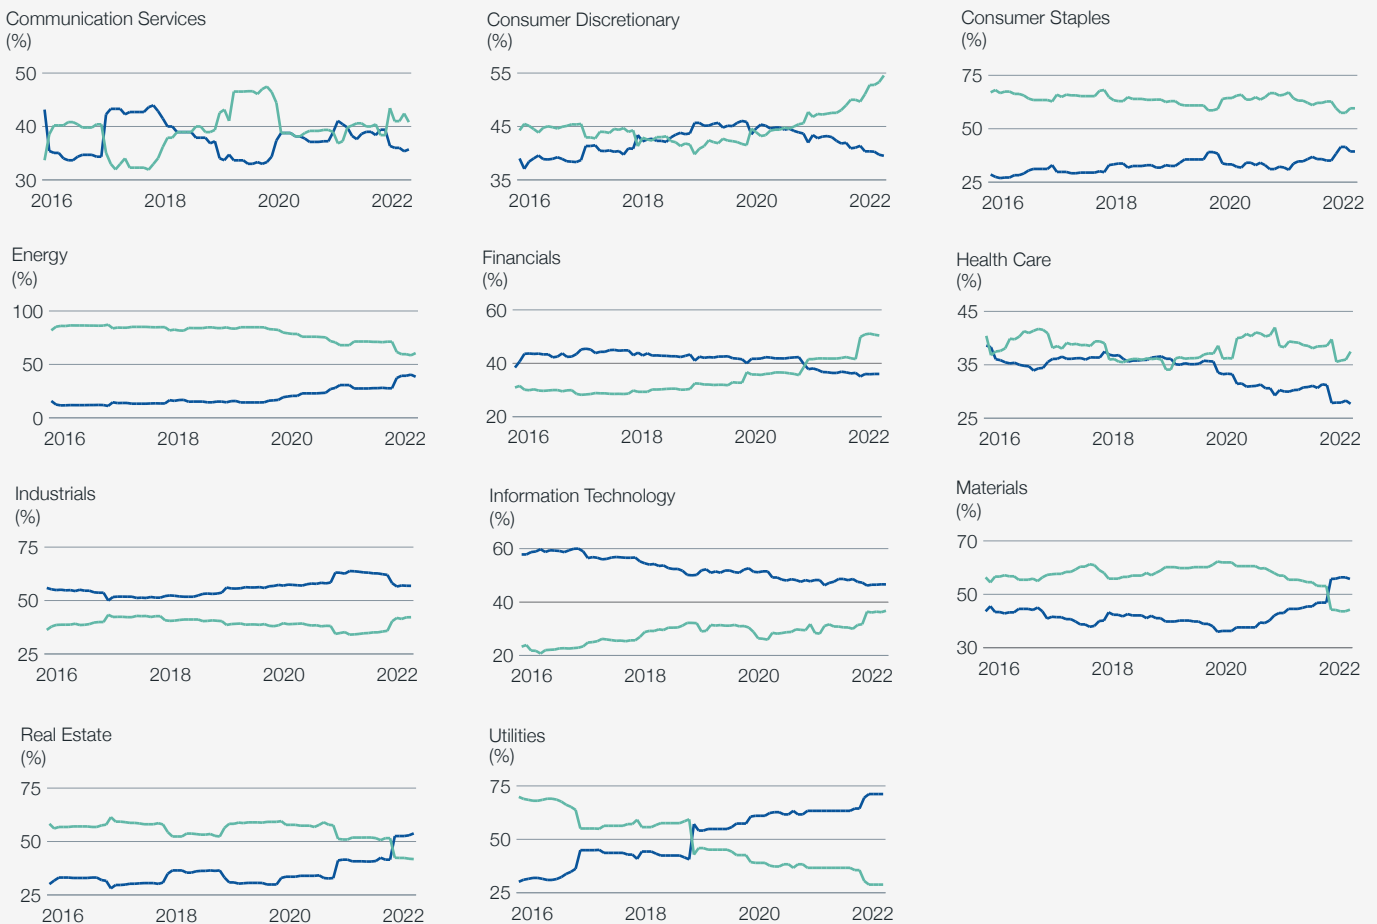 Communication Services
(%)
50
40
30
2016 2018 2020 2022
Consumer Discretionary
(%)
55
45
35
2016 2018 2020 2022
Consumer Staples
(%)
75
50
25
2016 2018 2020 2022
Energy
(%)
100
50
0
2016 2018 2020 2022
Financials
(%)
60
40
20
2016 2018 2020 2022
Health Care
(%)
45
35
25
2016 2018 2020 2022
Industrials
(%)
75
50
25
2016 2018 2020 2022
Information Technology
(%)
60
40
20
2016 2018 2020 2022
Materials
(%)
70
50
30
2016 2018 2020 2022
Real Estate
(%)
75
50
25
2016 2018 2020 2022
Utilities
(%)
75
50
25
2016 2018 2020 2022